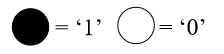 = ‘1’ = ‘0’